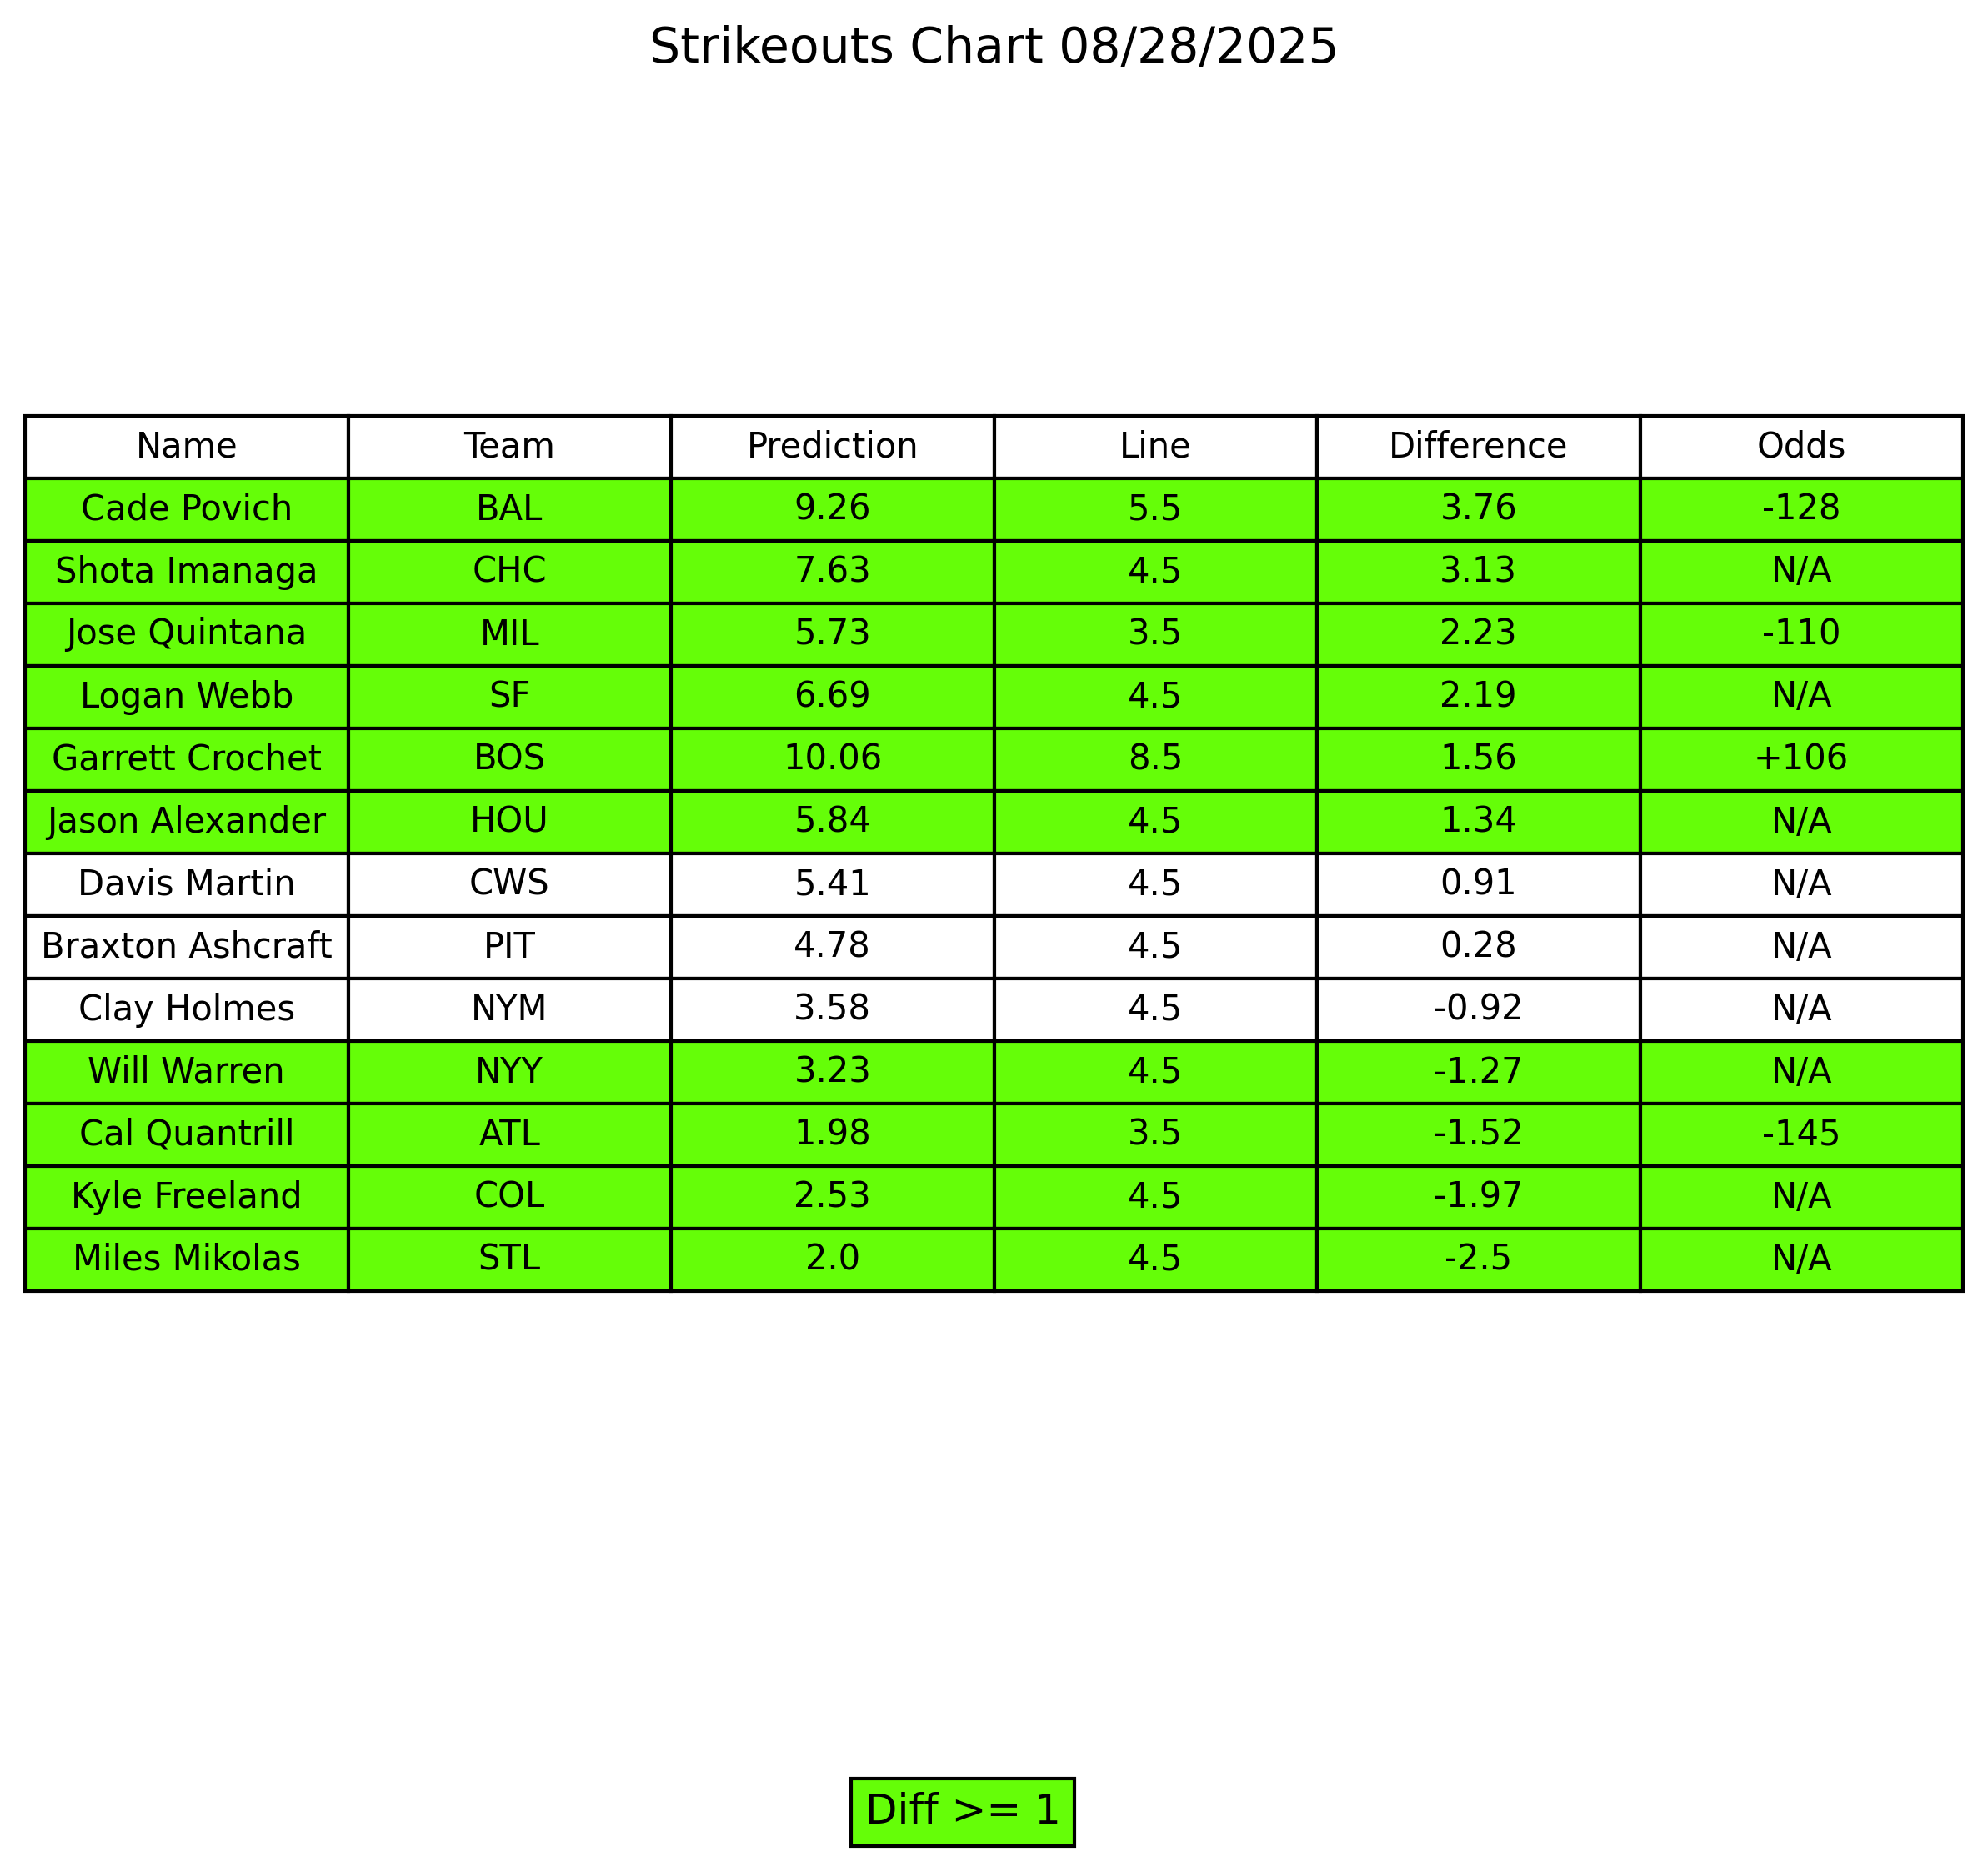 Strikeouts Chart 08/28/2025
Name Team Prediction Line Difference Odds
Cade Povich BAL 9.26 5.5 3.76 -128
Shota Imanaga CHC 7.63 4.5 3.13 N/A
Jose Quintana MIL 5.73 3.5 2.23 -110
Logan Webb SF 6.69 4.5 2.19 N/A
Garrett Crochet BOS 10.06 8.5 1.56 +106
Jason Alexander HOU 5.84 4.5 1.34 N/A
Davis Martin CWS 5.41 4.5 0.91 N/A
Braxton Ashcraft PIT 4.78 4.5 0.28 N/A
Clay Holmes NYM 3.58 4.5 -0.92 N/A
Will Warren NYY 3.23 4.5 -1.27 N/A
Cal Quantrill ATL 1.98 3.5 -1.52 -145
Kyle Freeland COL 2.53 4.5 -1.97 N/A
Miles Mikolas STL 2.0 4.5 -2.5 N/A
Diff >= 1